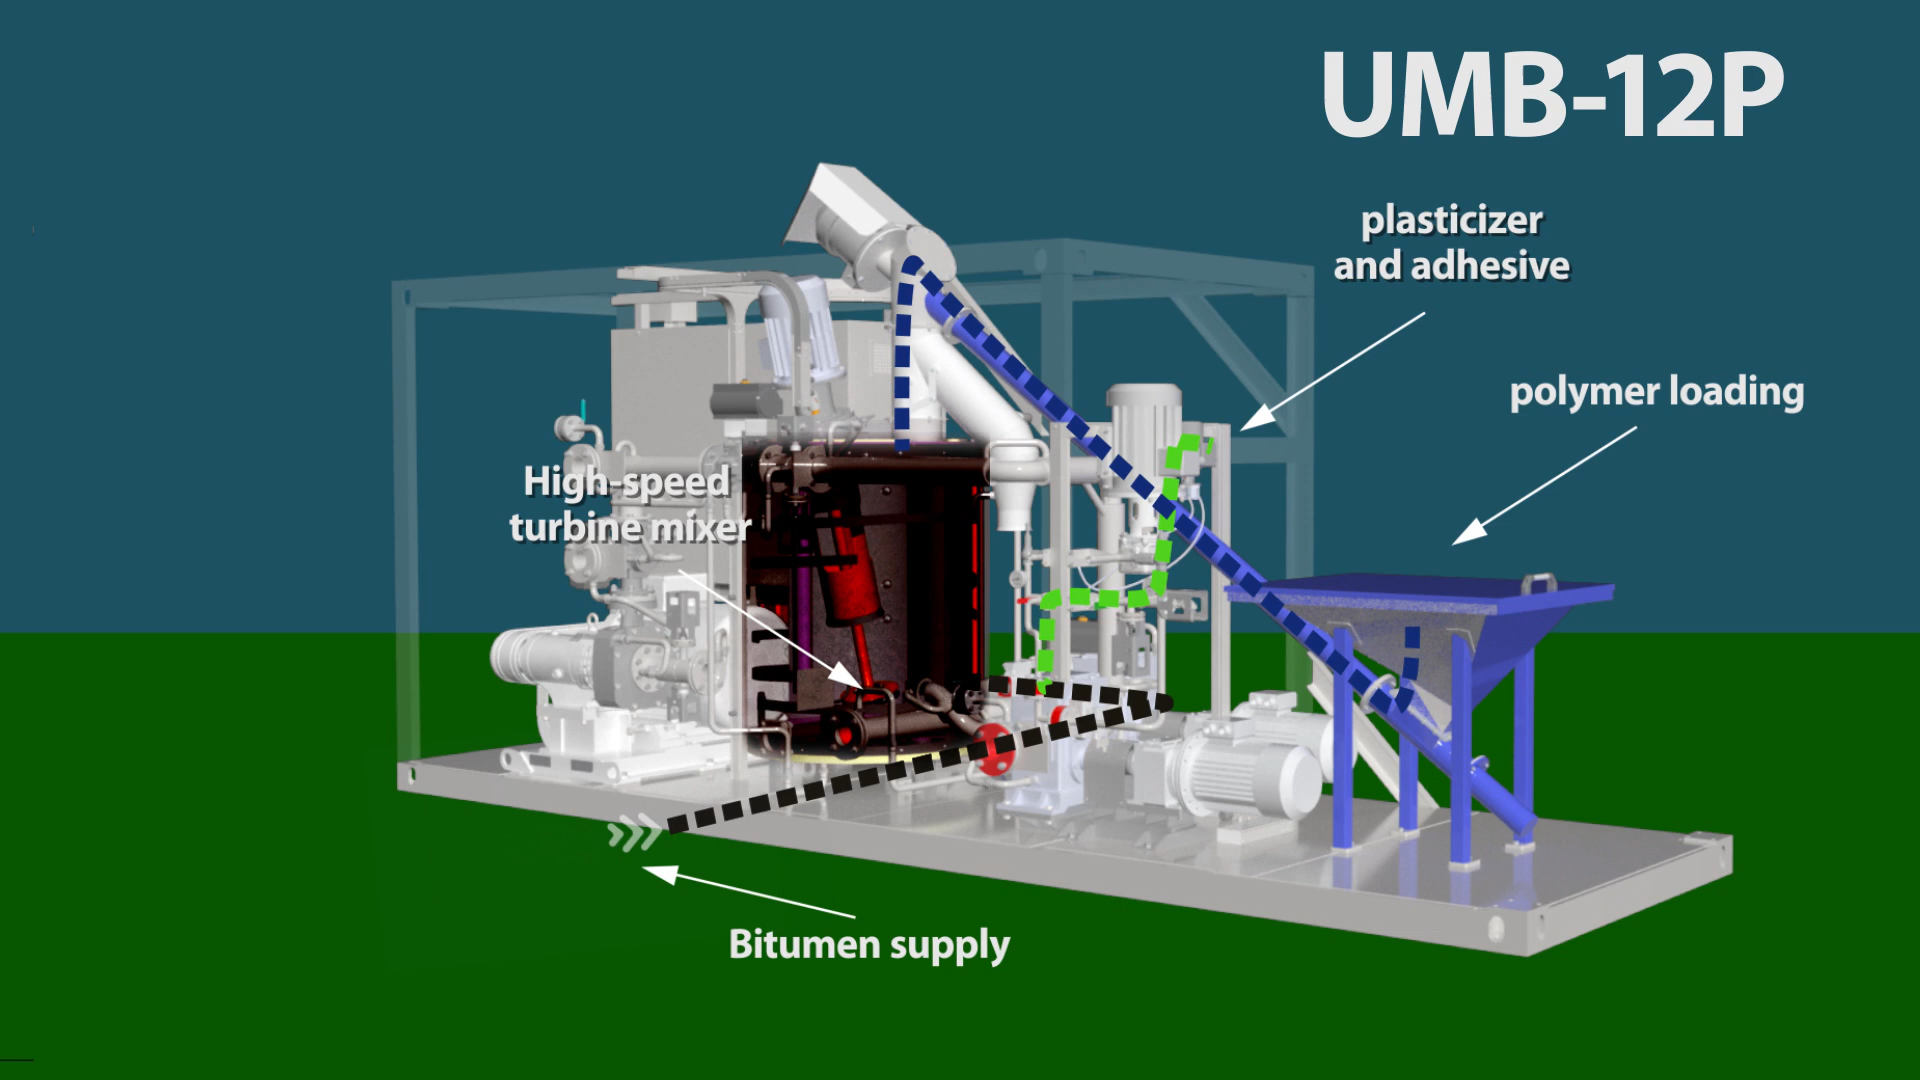 UMB-12P
plasticizer
and adhesive
polymer loading
High-speed
turbine mixer
Bitumen supply